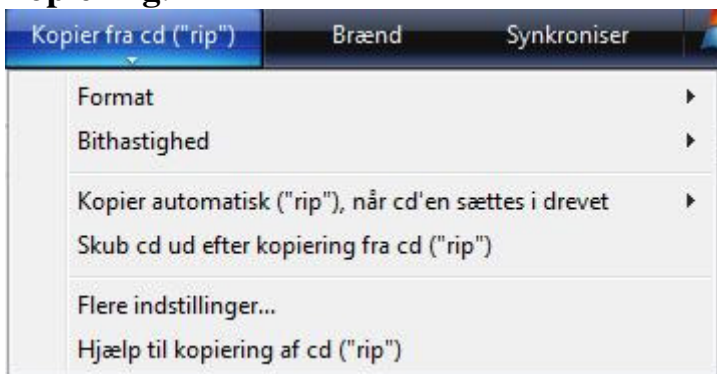 Kopier fra cd ("rip") Brænd Synkroniser
Format
Bithastighed
Kopier automatisk ("rip"), når cd'en sættes i drevet
Skub cd ud efter kopiering fra cd ("rip")
Flere indstillinger...
Hjælp til kopiering af cd ("rip")